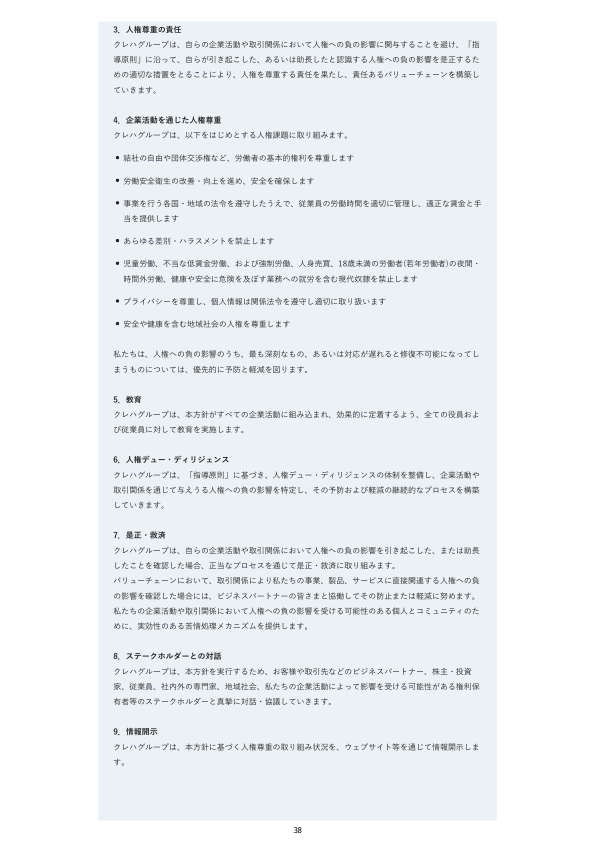 3．人権尊重の責任
クレハグループは、自らの企業活動や取引関係において人権への負の影響に関与することを避け、「指
導原則」に沿って、自らが引き起こした、あるいは助長したと認識する人権への負の影響を是正するた
めの適切な措置をとることにより、人権を尊重する責任を果たし、責任あるバリューチェーンを構築し
ていきます。
4．企業活動を通じた人権尊重
クレハグループは、以下をはじめとする人権課題に取り組みます。
• 結社の自由や団体交渉権など、労働者の基本的権利を尊重します
• 労働安全衛生の改善・向上を進め、安全を確保します
• 事業を行う各国・地域の法令を遵守したうえで、従業員の労働時間を適切に管理し、適正な賃金と手
当を提供します
• あらゆる差別・ハラスメントを禁止します
• 児童労働、不当な低賃金労働、および強制労働、人身売買、18歳未満の労働者(若年労働者)の夜間・
時間外労働、健康や安全に危険を及ぼす業務への就労を含む現代奴隷を禁止します
• プライバシーを尊重し、個人情報は関係法令を遵守し適切に取り扱います
• 安全や健康を含む地域社会の人権を尊重します
私たちは、人権への負の影響のうち、最も深刻なもの、あるいは対応が遅れると修復不可能になってし
まうものについては、優先的に予防と軽減を図ります。
5．教育
クレハグループは、本方針がすべての企業活動に組み込まれ、効果的に定着するよう、全ての役員およ
び従業員に対して教育を実施します。
6．人権デュー・ディリジェンス
クレハグループは、「指導原則」に基づき、人権デュー・ディリジェンスの体制を整備し、企業活動や
取引関係を通じて与えうる人権への負の影響を特定し、その予防および軽減の継続的なプロセスを構築
していきます。
7．是正・救済
クレハグループは、自らの企業活動や取引関係において人権への負の影響を引き起こした、または助長
したことを確認した場合、正当なプロセスを通じて是正・救済に取り組みます。
バリューチェーンにおいて、取引関係により私たちの事業、製品、サービスに直接関連する人権への負
の影響を確認した場合には、ビジネスパートナーの皆さまと協働してその防止または軽減に努めます。
私たちの企業活動や取引関係において人権への負の影響を受ける可能性のある個人とコミュニティのた
めに、実効性のある苦情処理メカニズムを提供します。
8．ステークホルダーとの対話
クレハグループは、本方針を実行するため、お客様や取引先などのビジネスパートナー、株主・投資
家、従業員、社内外の専門家、地域社会、私たちの企業活動によって影響を受ける可能性がある権利保
有者等のステークホルダーと真摯に対話・協議していきます。
9．情報開示
クレハグループは、本方針に基づく人権尊重の取り組み状況を、ウェブサイト等を通じて情報開示しま
す。
38